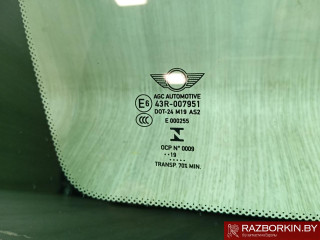 AGC AUTOMOTIVE
E6 43R-007951
DOT-24 M19 AS2
CCC E 000255
N
OCP N° 0009
··19·····
TRANSP. 70% MIN.
RAZBORKIN.BY